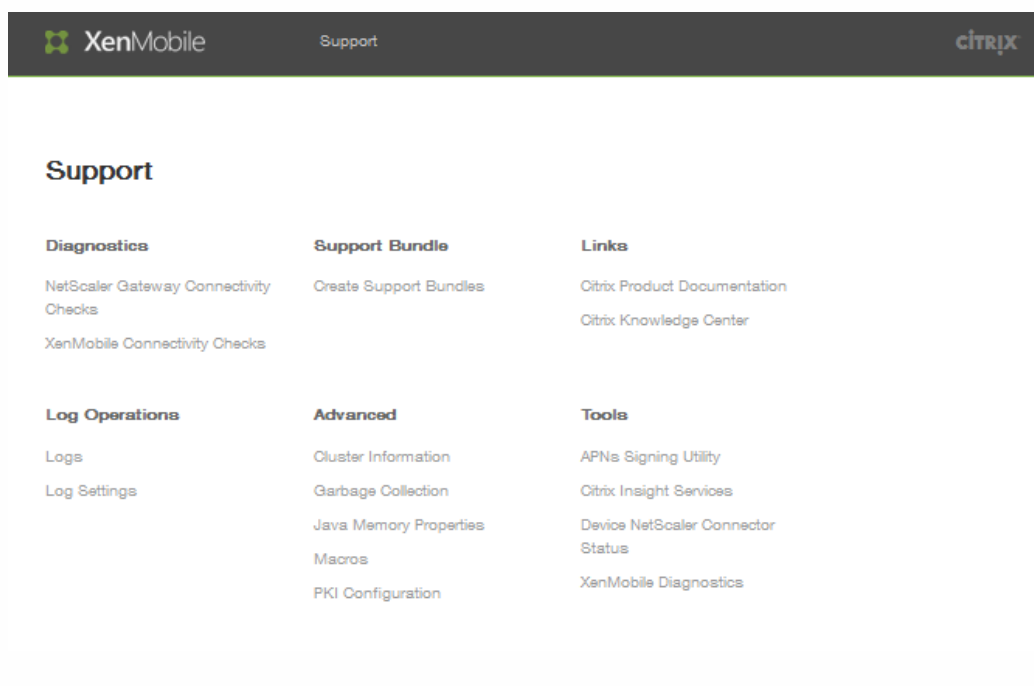 XenMobile
Support
CİTRIX
Support
Diagnostics
NetScaler Gateway Connectivity
Checks
XenMobile Connectivity Checks
Support Bundle
Create Support Bundles
Links
Citrix Product Documentation
Citrix Knowledge Center
Log Operations
Logs
Log Settings
Advanced
Cluster Information
Garbage Collection
Java Memory Properties
Macros
PKI Configuration
Tools
APNs Signing Utility
Citrix Insight Services
Device NetScaler Connector
Status
XenMobile Diagnostics